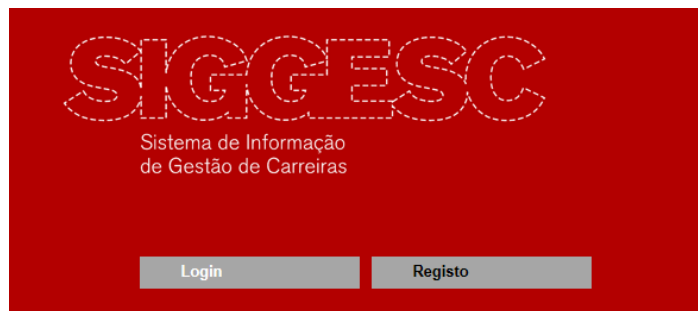 SIGGESC
Sistema de Informação
de Gestão de Carreiras
Login
Registo